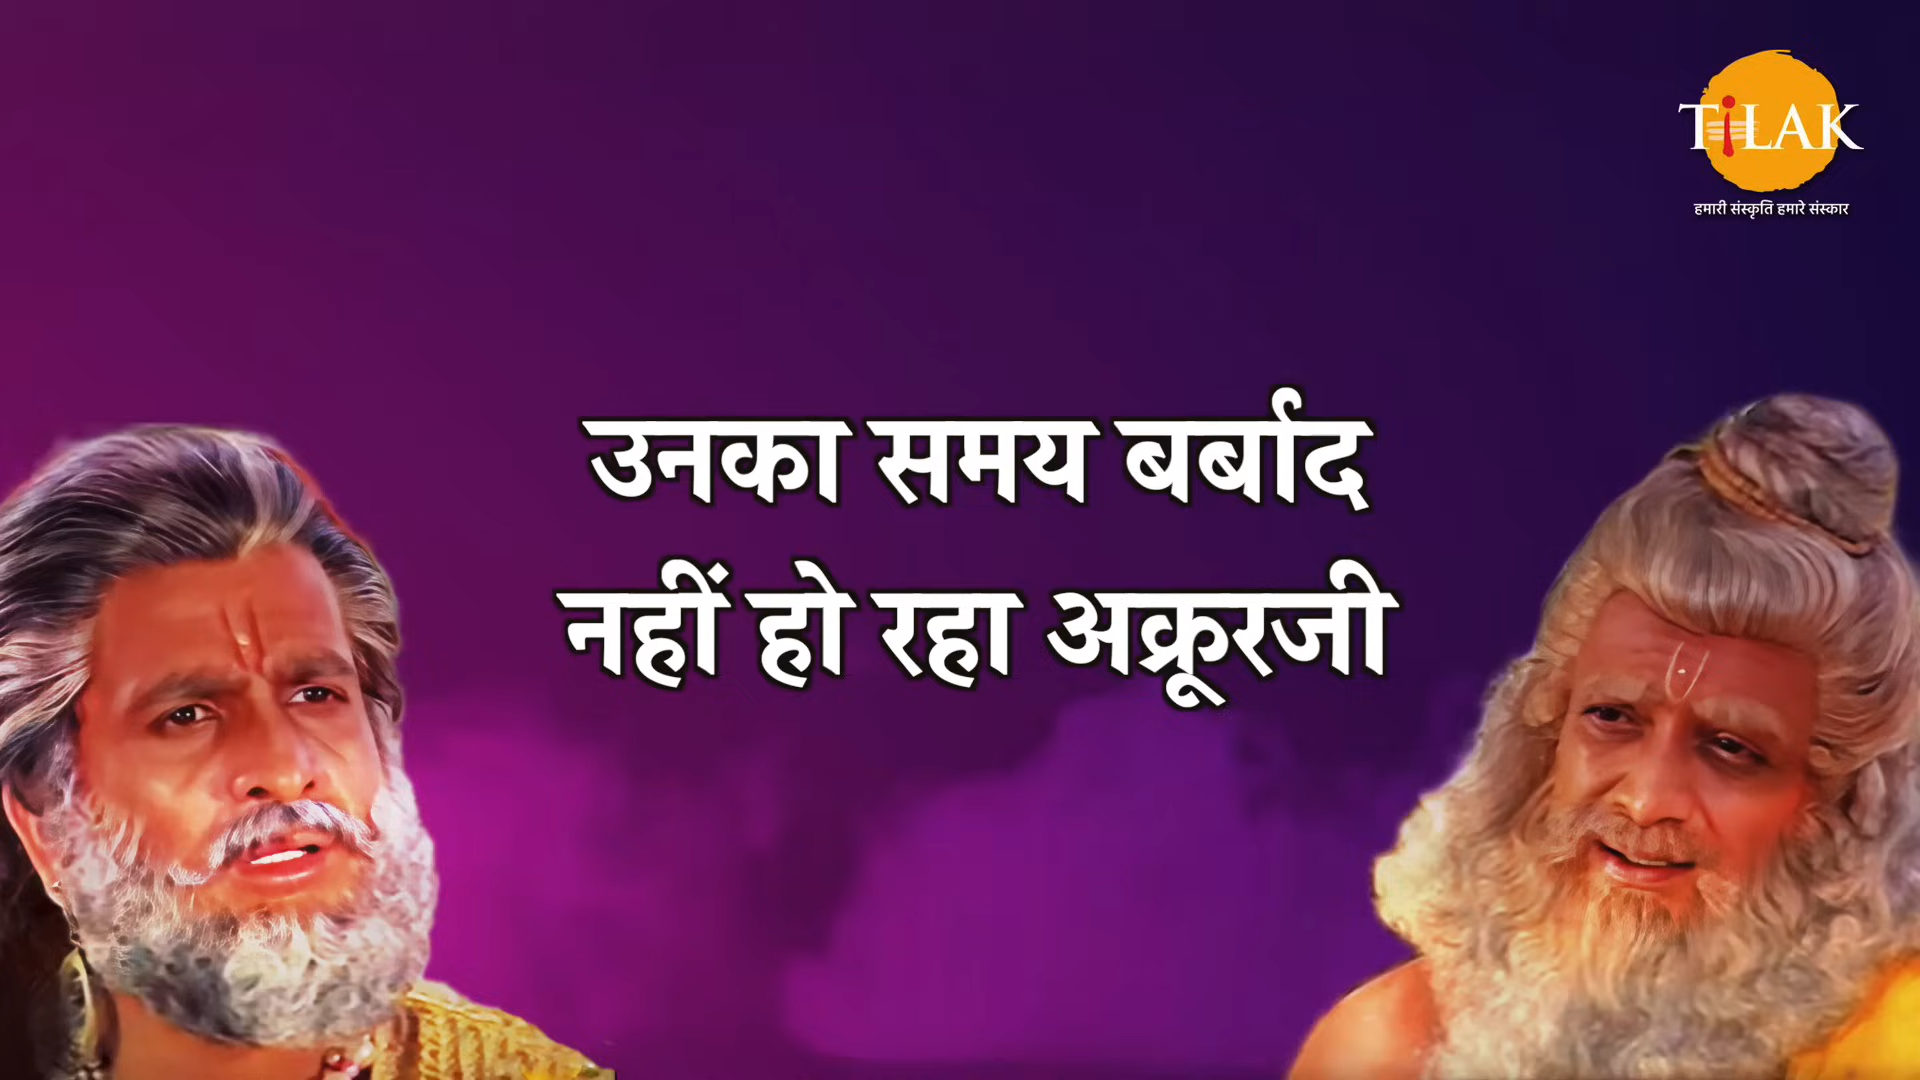 TiLAK
हमारी संस्कृति हमारे संस्कार
उनका समय बर्बाद
नहीं हो रहा अक्रूरजी